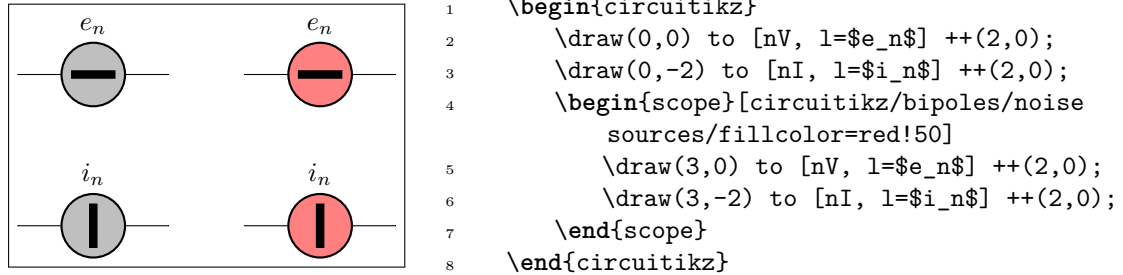 e_n e_n
i_n i_n
1 \begin{circuitikz}
2 \draw(0,0) to [nV, l=$e_n$] ++(2,0);
3 \draw(0,-2) to [nI, l=$i_n$] ++(2,0);
4 \begin{scope}[circuitikz/bipoles/noise
sources/fillcolor=red!50]
5 \draw(3,0) to [nV, l=$e_n$] ++(2,0);
6 \draw(3,-2) to [nI, l=$i_n$] ++(2,0);
7 \end{scope}
8 \end{circuitikz}